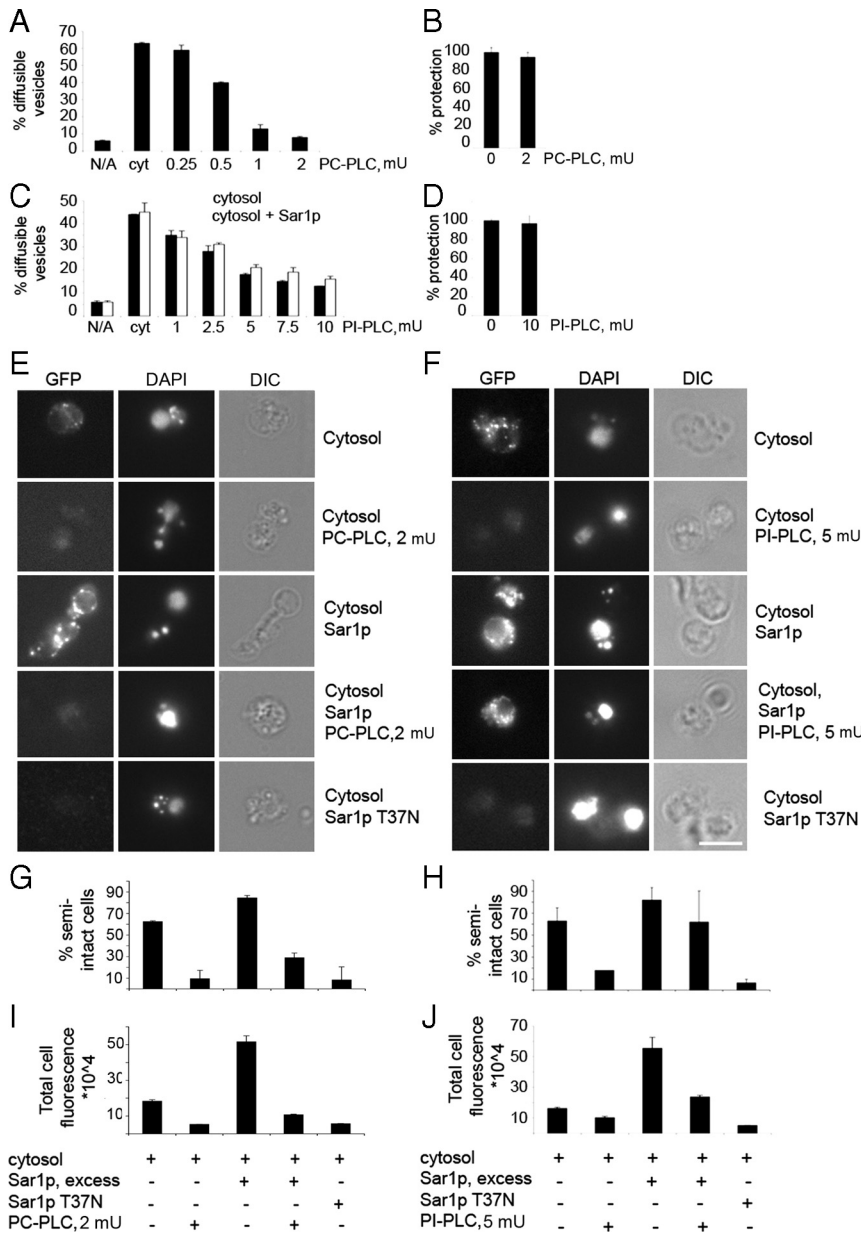 A
% diffusible
vesicles
70
60
50
40
30
20
10
0
N/A cyt 0.25 0.5 1 2 PC-PLC, mU
B
% protection
100
80
60
40
20
0
0 2 PC-PLC, mU
C
% diffusible
vesicles
50
40
30
20
10
0
cytosol
cytosol + Sar1p
N/A cyt 1 2.5 5 7.5 10 PI-PLC, mU
D
% protection
100
80
60
40
20
0
0 10 PI-PLC, mU
E
GFP DAPI DIC
Cytosol
Cytosol
PC-PLC, 2 mU
Cytosol
Sar1p
Cytosol
Sar1p
PC-PLC,2 mU
Cytosol
Sar1p T37N
F
GFP DAPI DIC
Cytosol
Cytosol
PI-PLC, 5 mU
Cytosol
Sar1p
Cytosol,
Sar1p
PI-PLC, 5 mU
Cytosol
Sar1p T37N
G
% semi-
intact cells
90
70
50
30
10
H
% semi-
intact cells
90
70
50
30
10
I
Total cell
fluorescence
*10^4
50
30
10
J
Total cell
fluorescence
*10^4
70
50
30
10
cytosol + + + + +
Sar1p, excess - - + + -
Sar1p T37N - - - - +
PC-PLC, 2 mU - + - + -
cytosol + + + + +
Sar1p, excess - - + + -
Sar1p T37N - - - - +
PI-PLC, 5 mU - + - + -